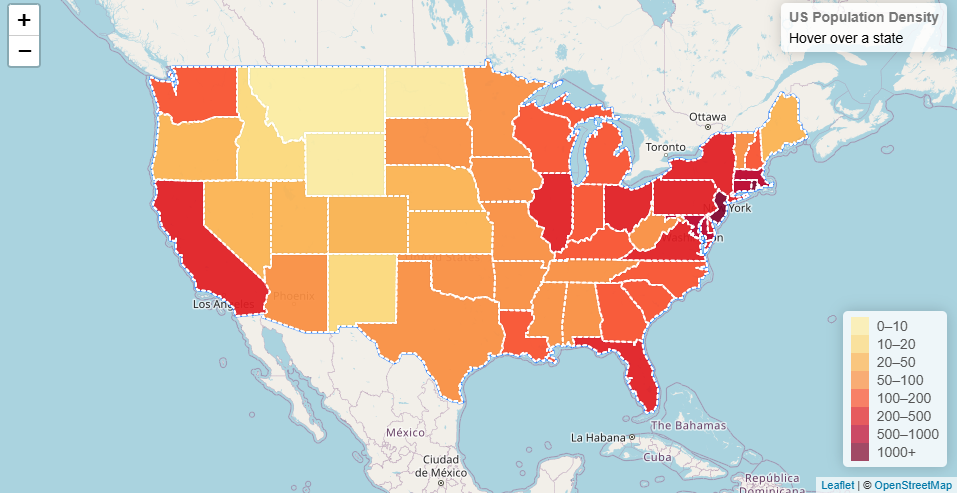 +
−
US Population Density
Hover over a state
Ottawa
Toronto
York
Los
Phoenix
México
Ciudad
de México
La Habana
The Bahamas
Cuba
República
Dominicana
0–10
10–20
20–50
50–100
100–200
200–500
500–1000
1000+
Leaflet | © OpenStreetMap